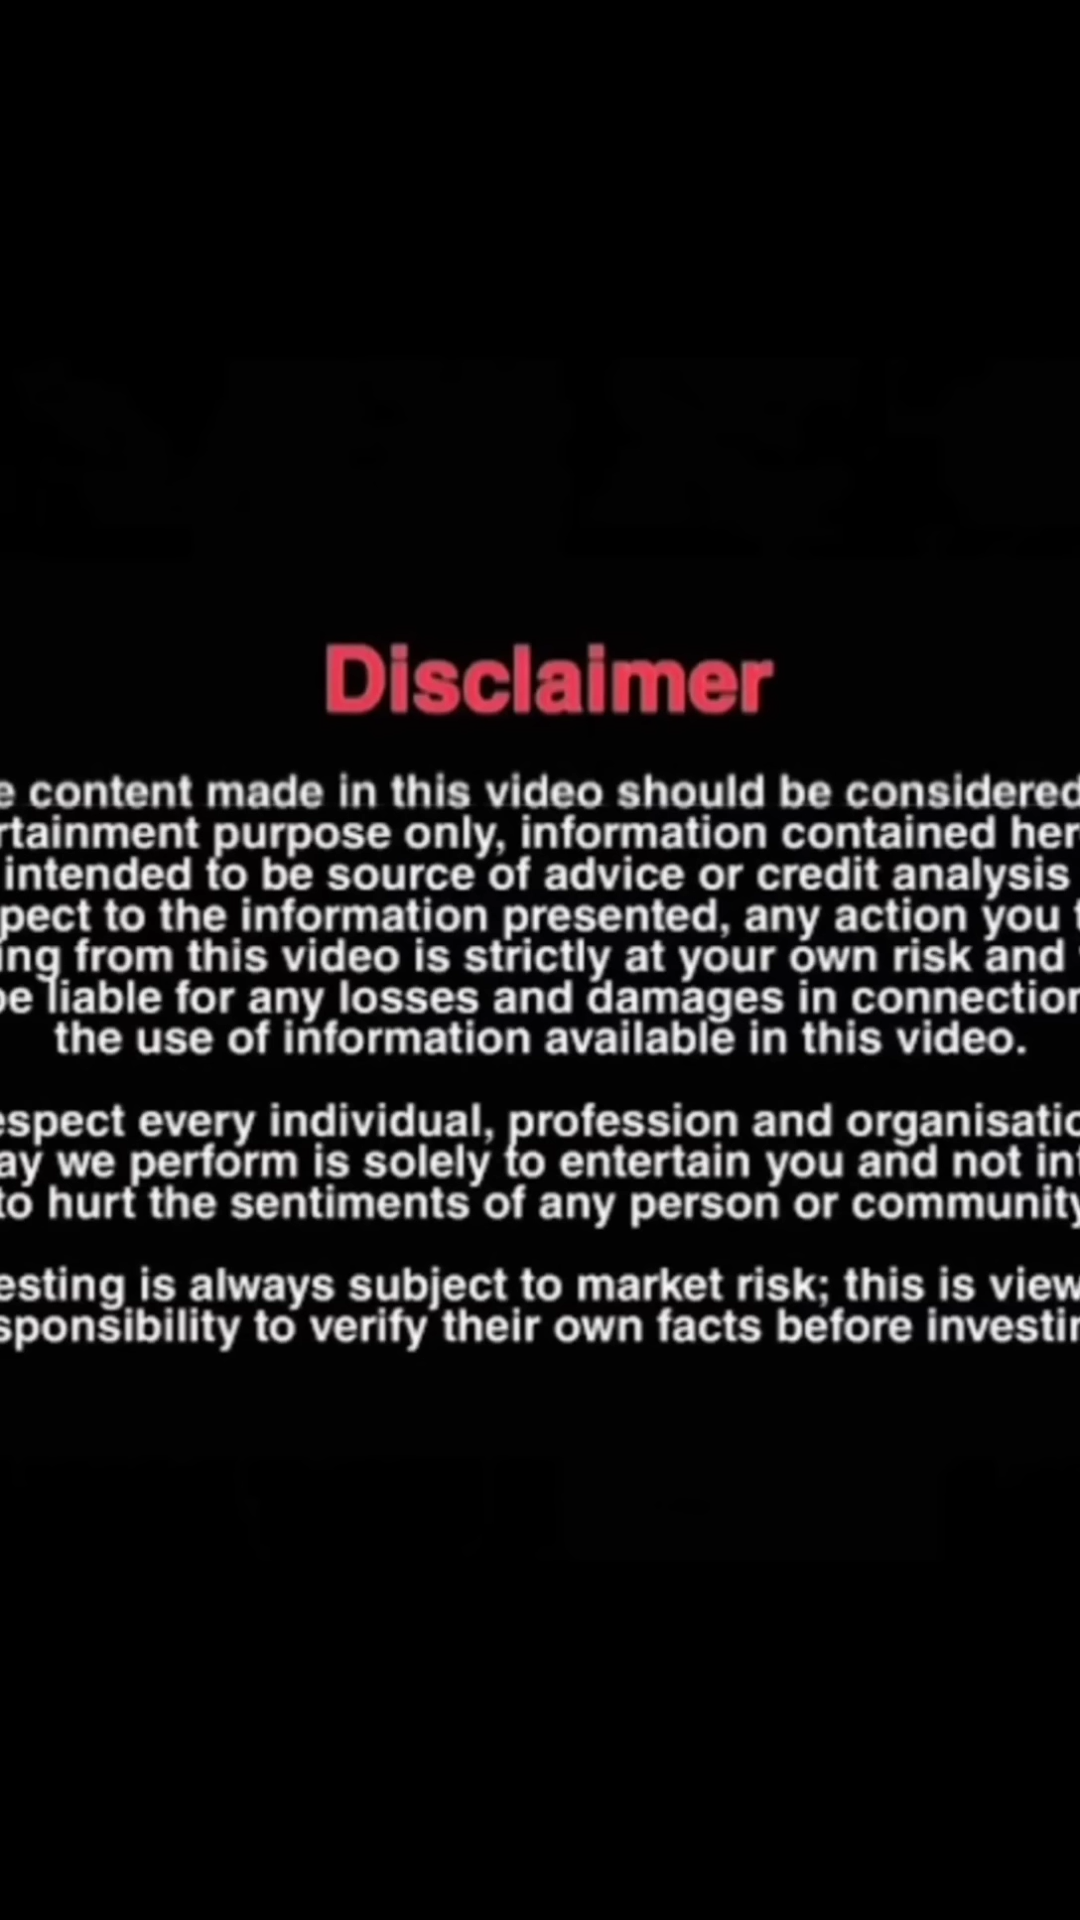 Disclaimer
e content made in this video should be considered
rtainment purpose only, information contained her
intended to be source of advice or credit analysis
pect to the information presented, any action you t
ing from this video is strictly at your own risk and
be liable for any losses and damages in connection
the use of information available in this video.
espect every individual, profession and organisatio
ay we perform is solely to entertain you and not int
to hurt the sentiments of any person or community
esting is always subject to market risk; this is view
sponsibility to verify their own facts before investin